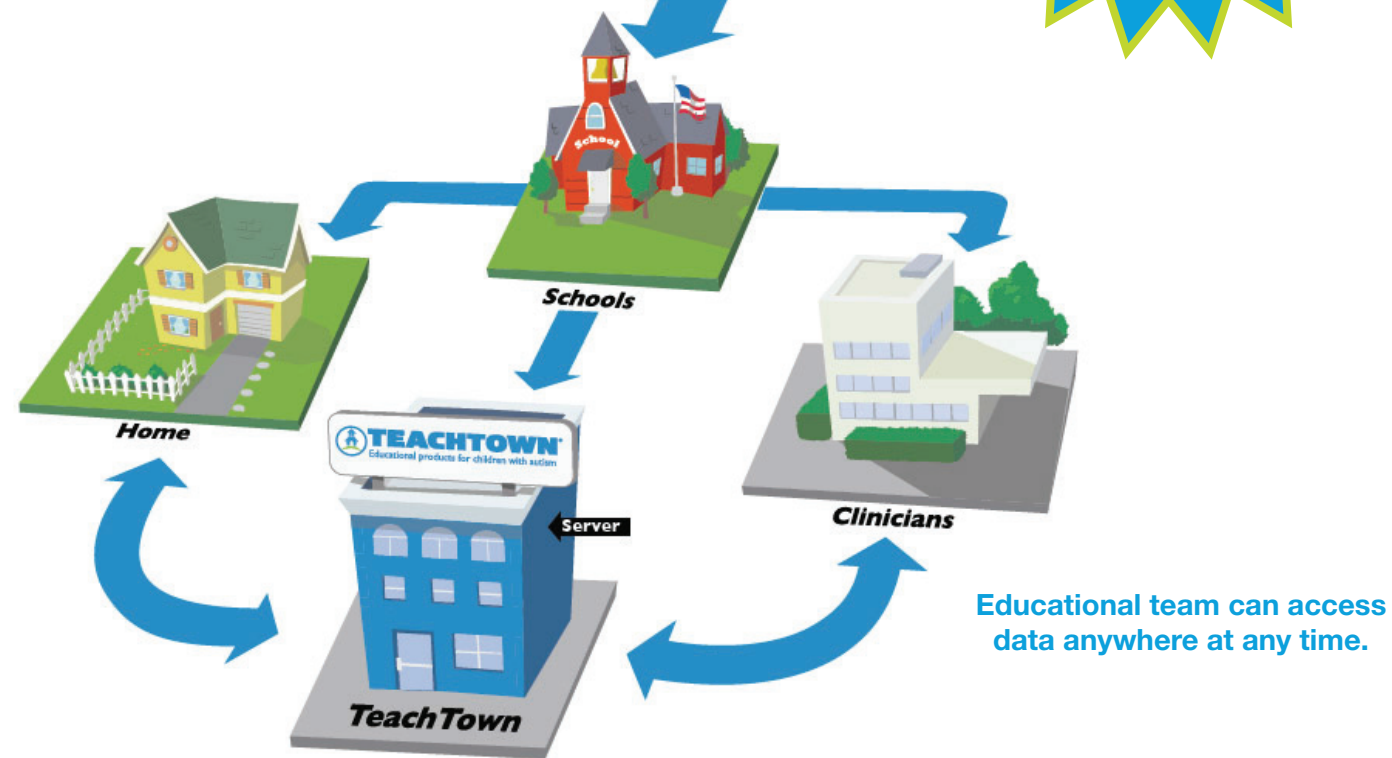 School
Schools
Home
TEACHTOWN®
Educational products for children with autism
Server
Clinicians
Educational team can access
data anywhere at any time.
TeachTown